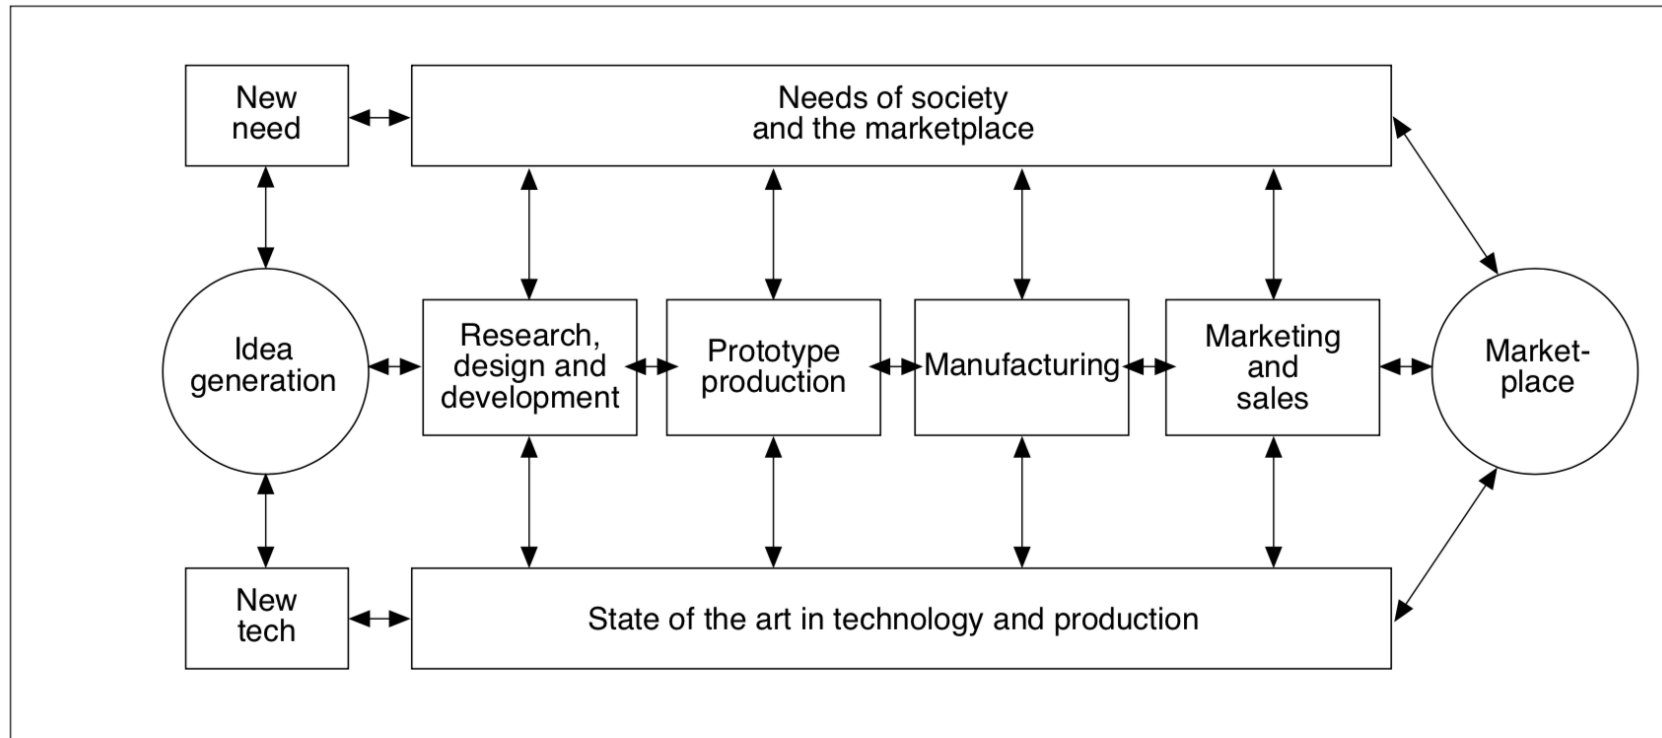 New
need
Needs of society
and the marketplace
Idea
generation
Research,
design and
development
Prototype
production
Manufacturing
Marketing
and
sales
Market-
place
New
tech
State of the art in technology and production